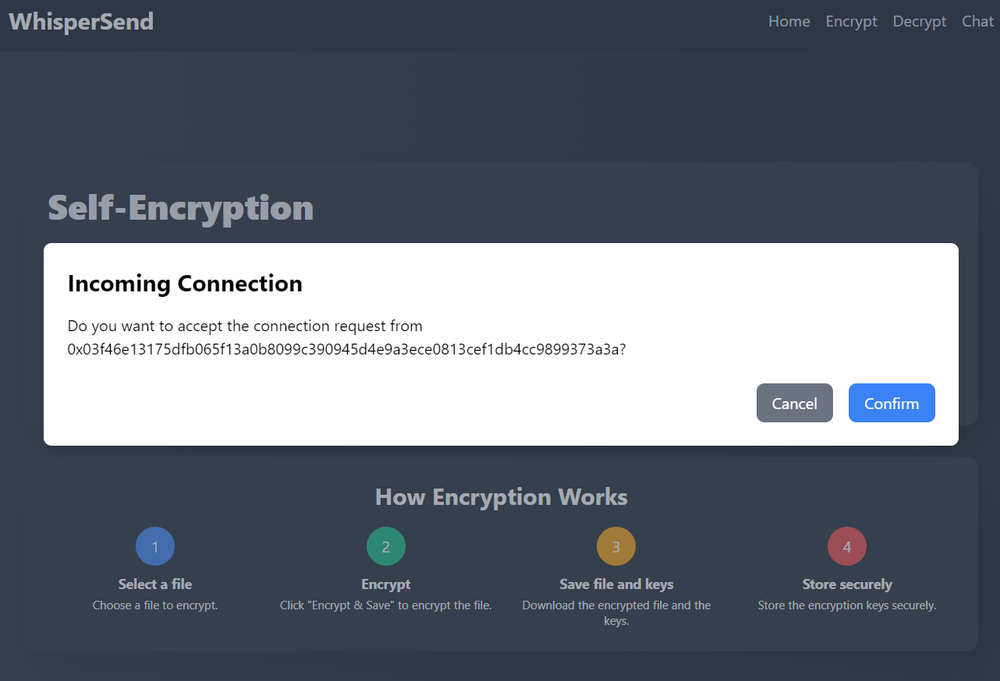 WhisperSend
Home Encrypt Decrypt Chat
Self-Encryption
Incoming Connection
Do you want to accept the connection request from
0x03f46e13175dfb065f13a0b8099c390945d4e9a3ece0813cef1db4cc9899373a3a?
Cancel Confirm
How Encryption Works
1 2 3 4
Select a file Encrypt Save file and keys Store securely
Choose a file to encrypt. Click "Encrypt & Save" to encrypt the file. Download the encrypted file and the Store the encryption keys securely.
keys.